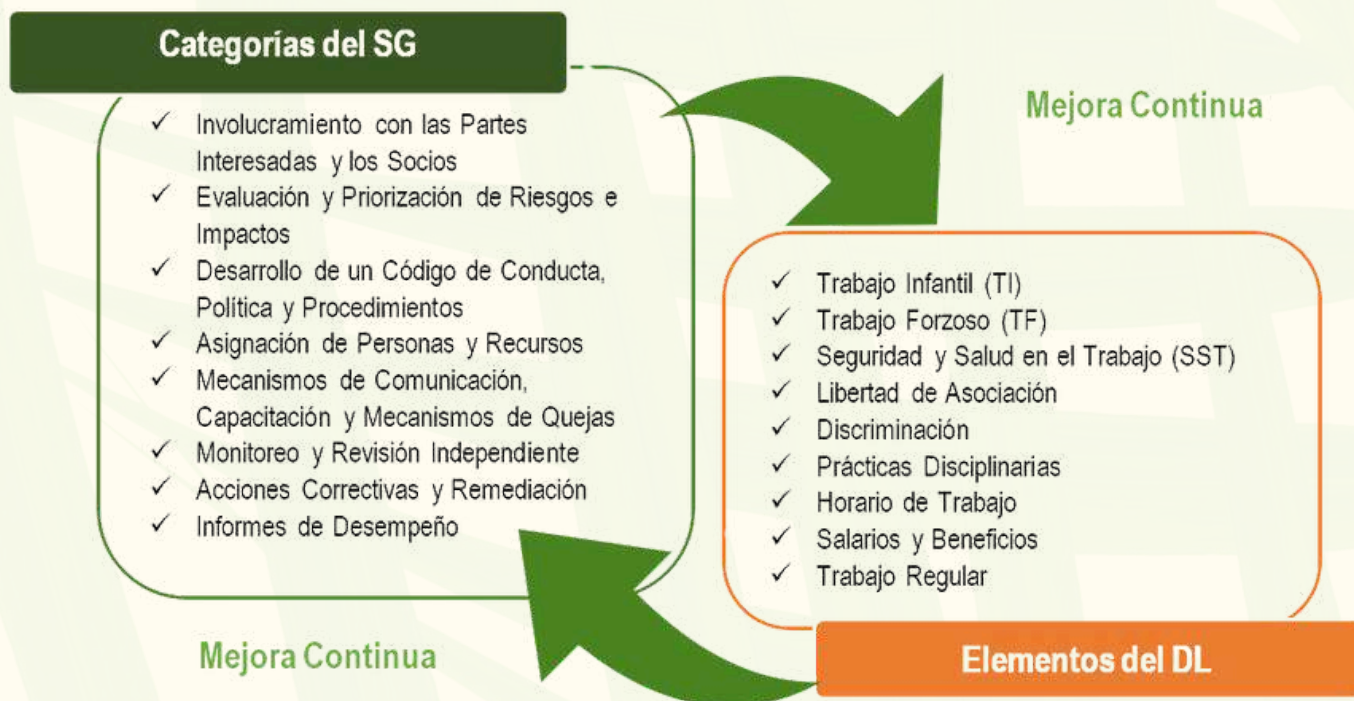 Categorías del SG
✓ Involucramiento con las Partes
Interesadas y los Socios
✓ Evaluación y Priorización de Riesgos e
Impactos
✓ Desarrollo de un Código de Conducta,
Política y Procedimientos
✓ Asignación de Personas y Recursos
✓ Mecanismos de Comunicación,
Capacitación y Mecanismos de Quejas
✓ Monitoreo y Revisión Independiente
✓ Acciones Correctivas y Remediación
✓ Informes de Desempeño
Mejora Continua
✓ Trabajo Infantil (TI)
✓ Trabajo Forzoso (TF)
✓ Seguridad y Salud en el Trabajo (SST)
✓ Libertad de Asociación
✓ Discriminación
✓ Prácticas Disciplinarias
✓ Horario de Trabajo
✓ Salarios y Beneficios
✓ Trabajo Regular
Mejora Continua
Elementos del DL